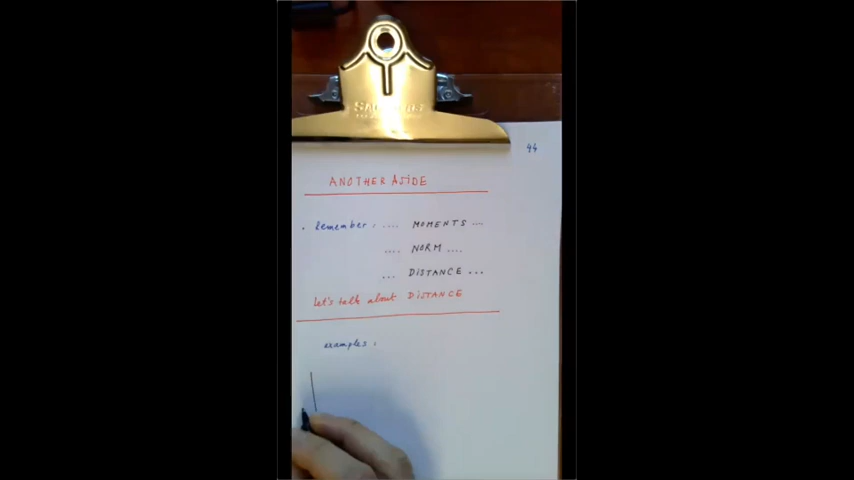 44
ANOTHER ASIDE
. Remember : .... MOMENTS ...
.... NORM ....
... DISTANCE ...
Let's talk about DISTANCE
examples :